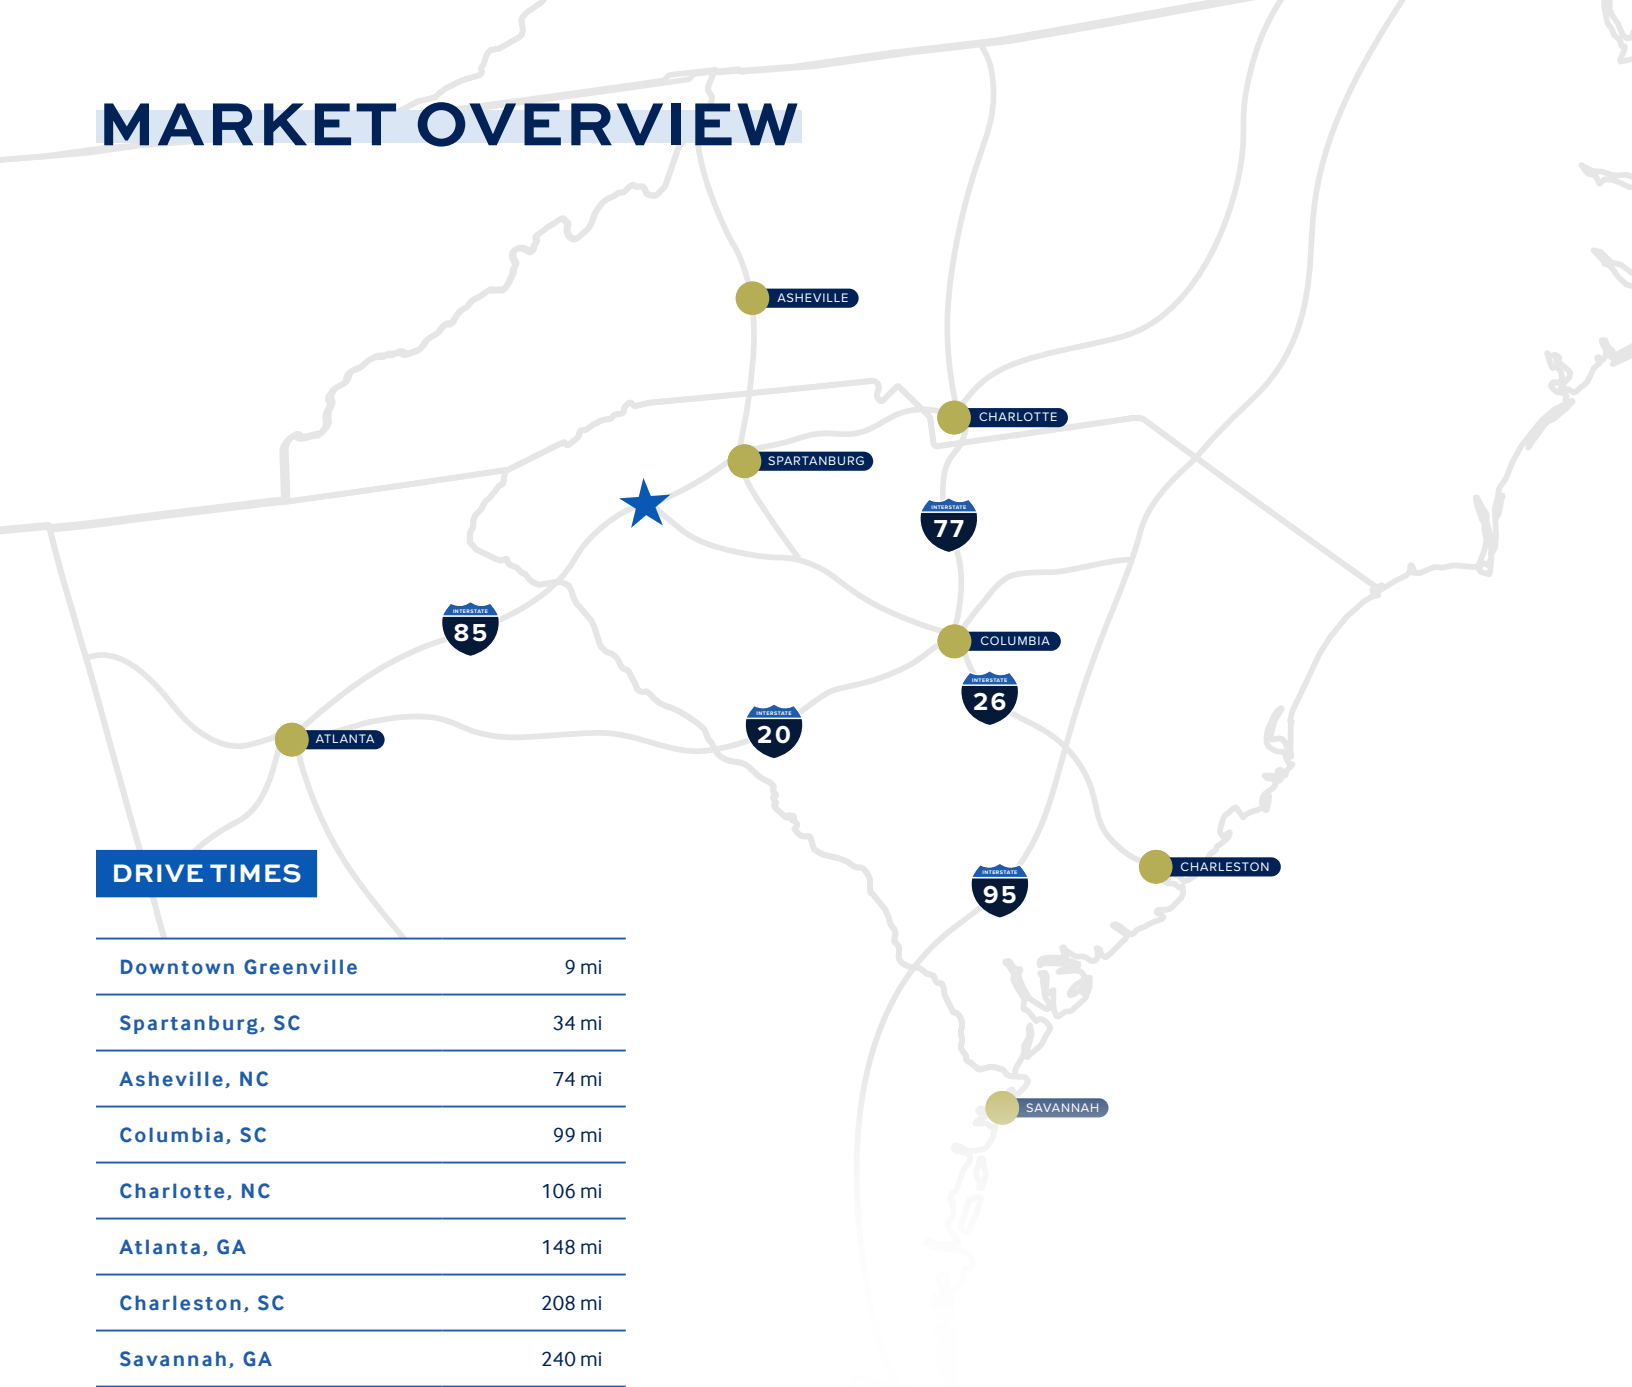 MARKET OVERVIEW
ASHEVILLE
CHARLOTTE
SPARTANBURG
INTERSTATE
77
INTERSTATE
85
COLUMBIA
INTERSTATE
26
INTERSTATE
20
ATLANTA
CHARLESTON
INTERSTATE
95
SAVANNAH
DRIVE TIMES
Downtown Greenville 9 mi
Spartanburg, SC 34 mi
Asheville, NC 74 mi
Columbia, SC 99 mi
Charlotte, NC 106 mi
Atlanta, GA 148 mi
Charleston, SC 208 mi
Savannah, GA 240 mi